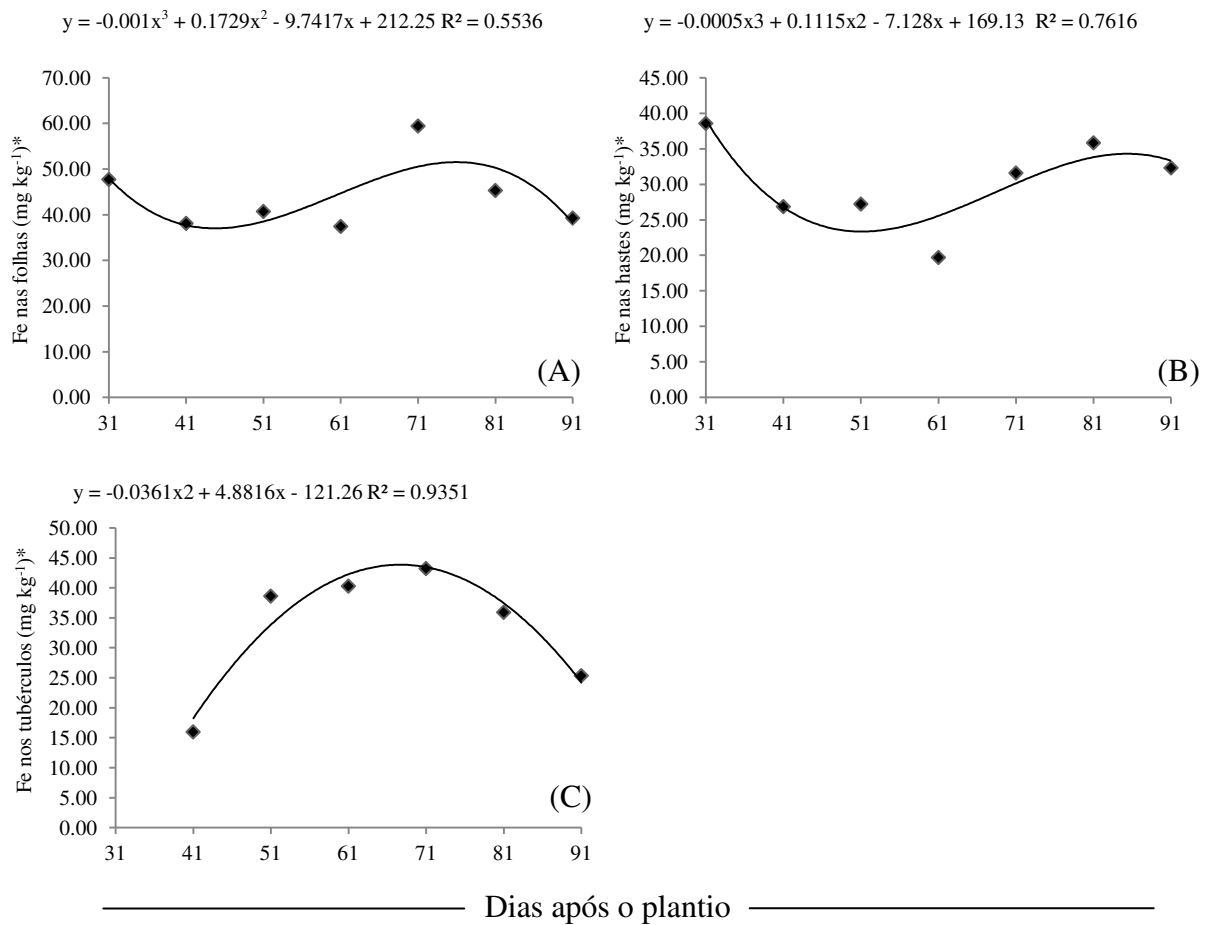 y = -0.001x³ + 0.1729x² - 9.7417x + 212.25 R² = 0.5536
70.00
60.00
50.00
40.00
30.00
20.00
10.00
0.00
Fe nas folhas (mg kg⁻¹)*
31 41 51 61 71 81 91
(A)
y = -0.0005x3 + 0.1115x2 - 7.128x + 169.13 R² = 0.7616
45.00
40.00
35.00
30.00
25.00
20.00
15.00
10.00
5.00
0.00
Fe nas hastes (mg kg⁻¹)*
31 41 51 61 71 81 91
(B)
y = -0.0361x2 + 4.8816x - 121.26 R² = 0.9351
50.00
45.00
40.00
35.00
30.00
25.00
20.00
15.00
10.00
5.00
0.00
Fe nos tubérculos (mg kg⁻¹)*
31 41 51 61 71 81 91
(C)
Dias após o plantio